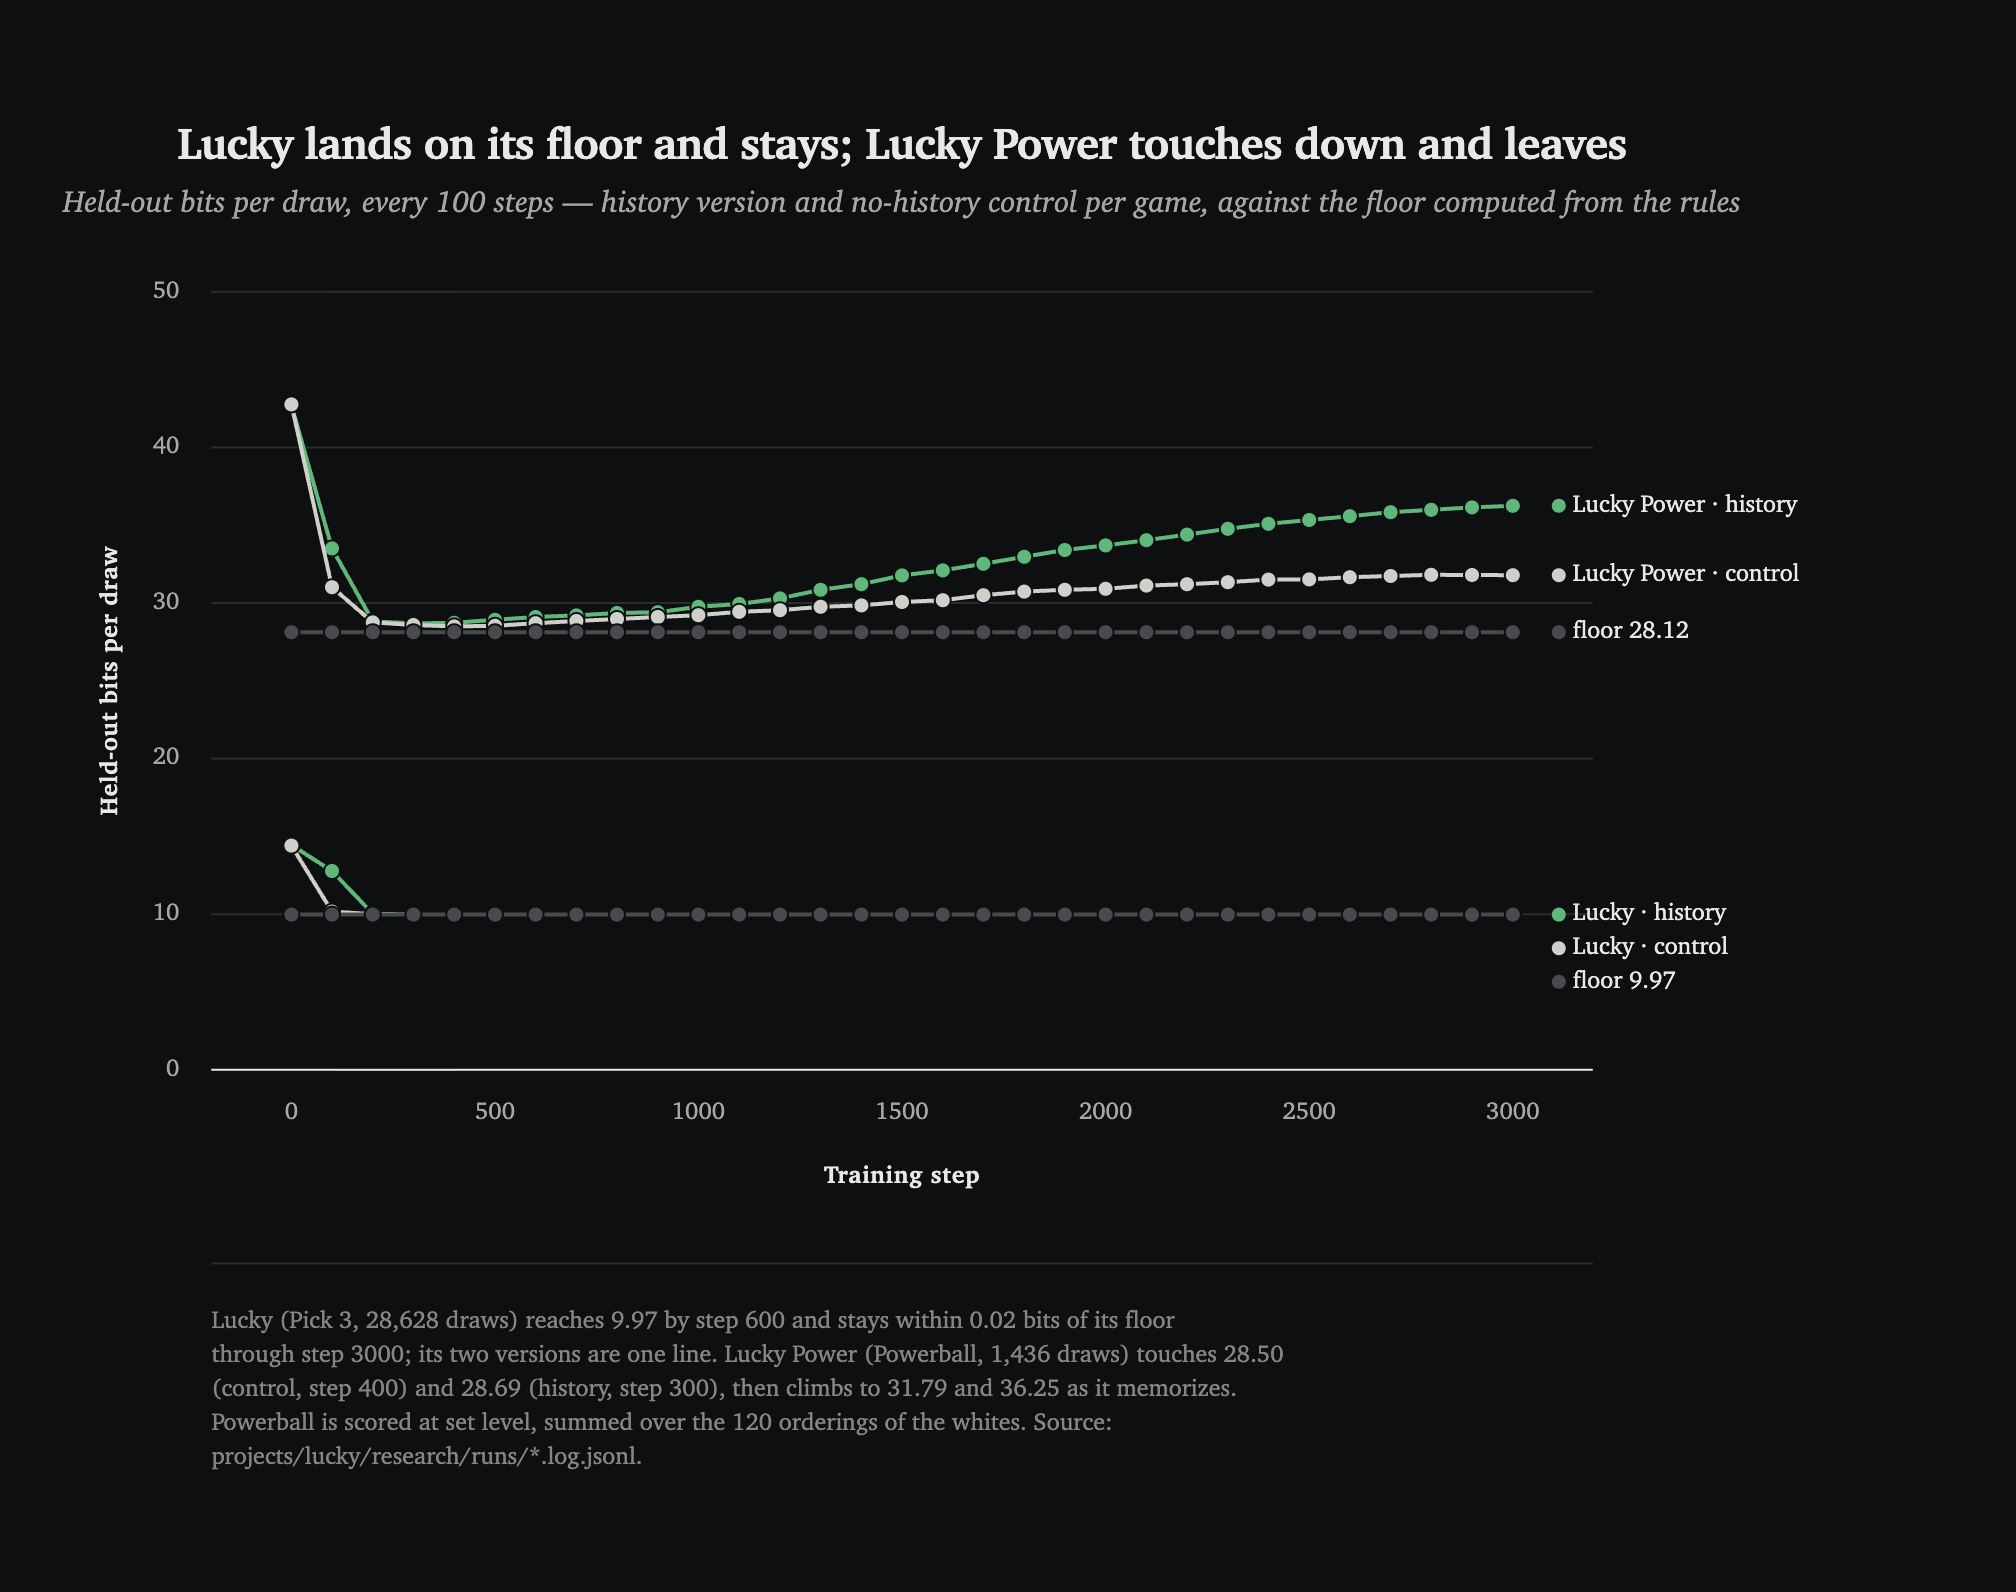 Lucky lands on its floor and stays; Lucky Power touches down and leaves
Held-out bits per draw, every 100 steps — history version and no-history control per game, against the floor computed from the rules
50
40
30
20
10
0
Held-out bits per draw
Lucky Power · history
Lucky Power · control
floor 28.12
Lucky · history
Lucky · control
floor 9.97
0 500 1000 1500 2000 2500 3000
Training step
Lucky (Pick 3, 28,628 draws) reaches 9.97 by step 600 and stays within 0.02 bits of its floor
through step 3000; its two versions are one line. Lucky Power (Powerball, 1,436 draws) touches 28.50
(control, step 400) and 28.69 (history, step 300), then climbs to 31.79 and 36.25 as it memorizes.
Powerball is scored at set level, summed over the 120 orderings of the whites. Source:
projects/lucky/research/runs/*.log.jsonl.